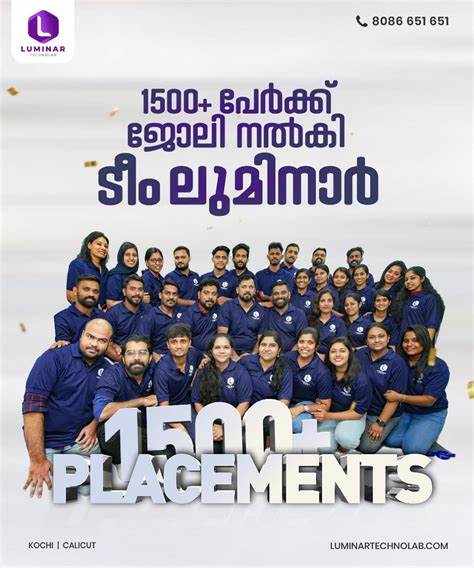 LUMINAR
TECHNOLAB
8086 651 651
1500+ പേർക്ക്
ജോലി നൽകി
ടീം ലുമിനാർ
1500+
PLACEMENTS
KOCHI | CALICUT
LUMINARTECHNOLAB.COM